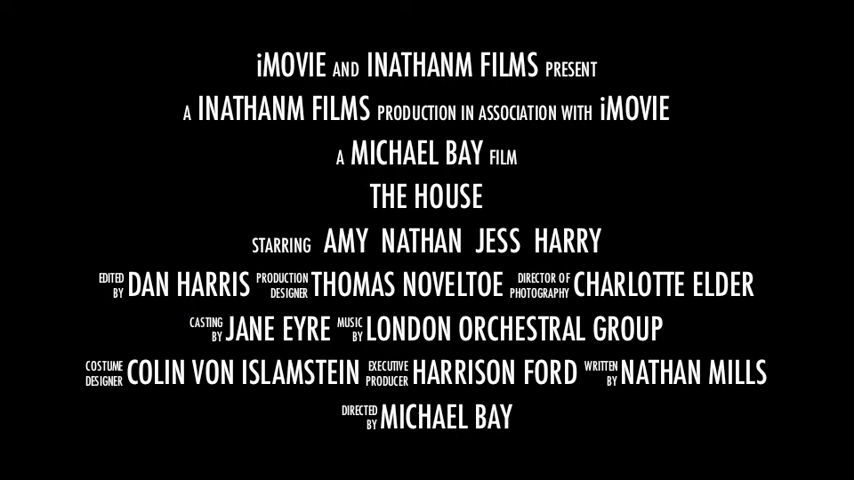 iMOVIE AND INATHANM FILMS PRESENT
A INATHANM FILMS PRODUCTION IN ASSOCIATION WITH iMOVIE
A MICHAEL BAY FILM
THE HOUSE
STARRING AMY NATHAN JESS HARRY
EDITED BY DAN HARRIS PRODUCTION DESIGNER THOMAS NOVELTOE DIRECTOR OF PHOTOGRAPHY CHARLOTTE ELDER
CASTING BY JANE EYRE MUSIC BY LONDON ORCHESTRAL GROUP
COSTUME DESIGNER COLIN VON ISLAMSTEIN EXECUTIVE PRODUCER HARRISON FORD WRITTEN BY NATHAN MILLS
DIRECTED BY MICHAEL BAY